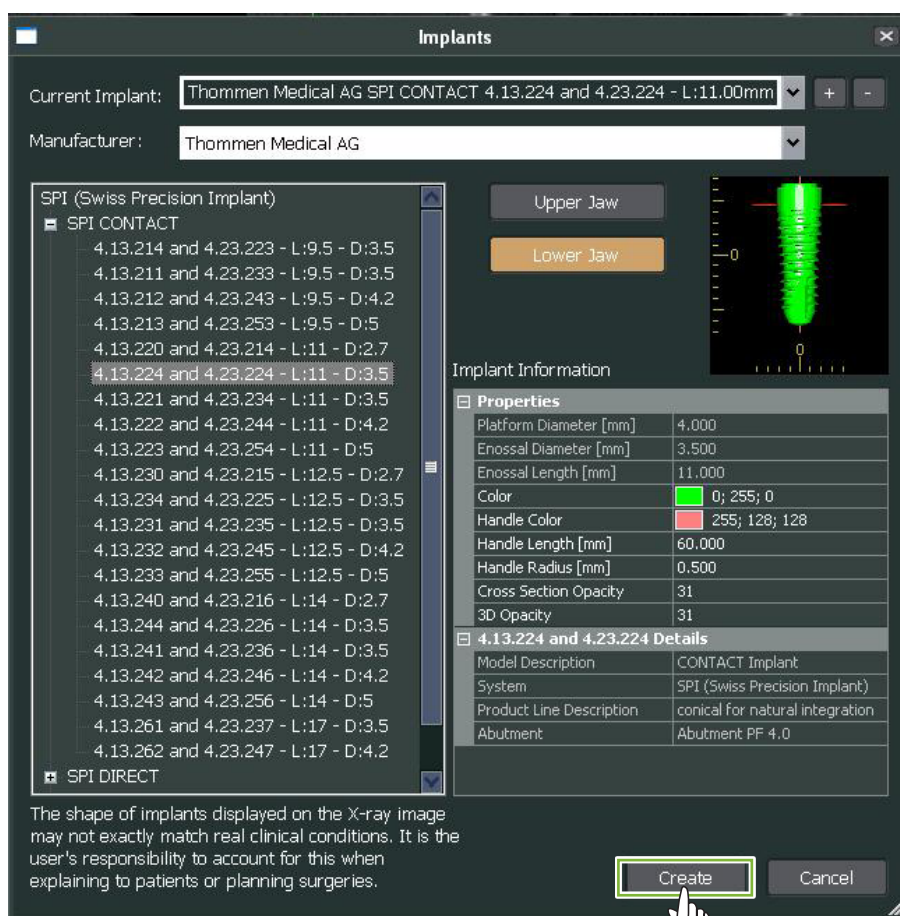 Implants
Current Implant: Thommen Medical AG SPI CONTACT 4.13.224 and 4.23.224 - L:11.00mm + -
Manufacturer: Thommen Medical AG
SPI (Swiss Precision Implant)
SPI CONTACT
4.13.214 and 4.23.223 - L:9.5 - D:3.5
4.13.211 and 4.23.233 - L:9.5 - D:3.5
4.13.212 and 4.23.243 - L:9.5 - D:4.2
4.13.213 and 4.23.253 - L:9.5 - D:5
4.13.220 and 4.23.214 - L:11 - D:2.7
4.13.224 and 4.23.224 - L:11 - D:3.5
4.13.221 and 4.23.234 - L:11 - D:3.5
4.13.222 and 4.23.244 - L:11 - D:4.2
4.13.223 and 4.23.254 - L:11 - D:5
4.13.230 and 4.23.215 - L:12.5 - D:2.7
4.13.234 and 4.23.225 - L:12.5 - D:3.5
4.13.231 and 4.23.235 - L:12.5 - D:3.5
4.13.232 and 4.23.245 - L:12.5 - D:4.2
4.13.233 and 4.23.255 - L:12.5 - D:5
4.13.240 and 4.23.216 - L:14 - D:2.7
4.13.244 and 4.23.226 - L:14 - D:3.5
4.13.241 and 4.23.236 - L:14 - D:3.5
4.13.242 and 4.23.246 - L:14 - D:4.2
4.13.243 and 4.23.256 - L:14 - D:5
4.13.261 and 4.23.237 - L:17 - D:3.5
4.13.262 and 4.23.247 - L:17 - D:4.2
SPI DIRECT
Upper Jaw
Lower Jaw
0
0
Implant Information
Properties
Platform Diameter [mm] 4.000
Enossal Diameter [mm] 3.500
Enossal Length [mm] 11.000
Color 0; 255; 0
Handle Color 255; 128; 128
Handle Length [mm] 60.000
Handle Radius [mm] 0.500
Cross Section Opacity 31
3D Opacity 31
4.13.224 and 4.23.224 Details
Model Description CONTACT Implant
System SPI (Swiss Precision Implant)
Product Line Description conical for natural integration
Abutment Abutment PF 4.0
The shape of implants displayed on the X-ray image
may not exactly match real clinical conditions. It is the
user's responsibility to account for this when
explaining to patients or planning surgeries.
Create Cancel